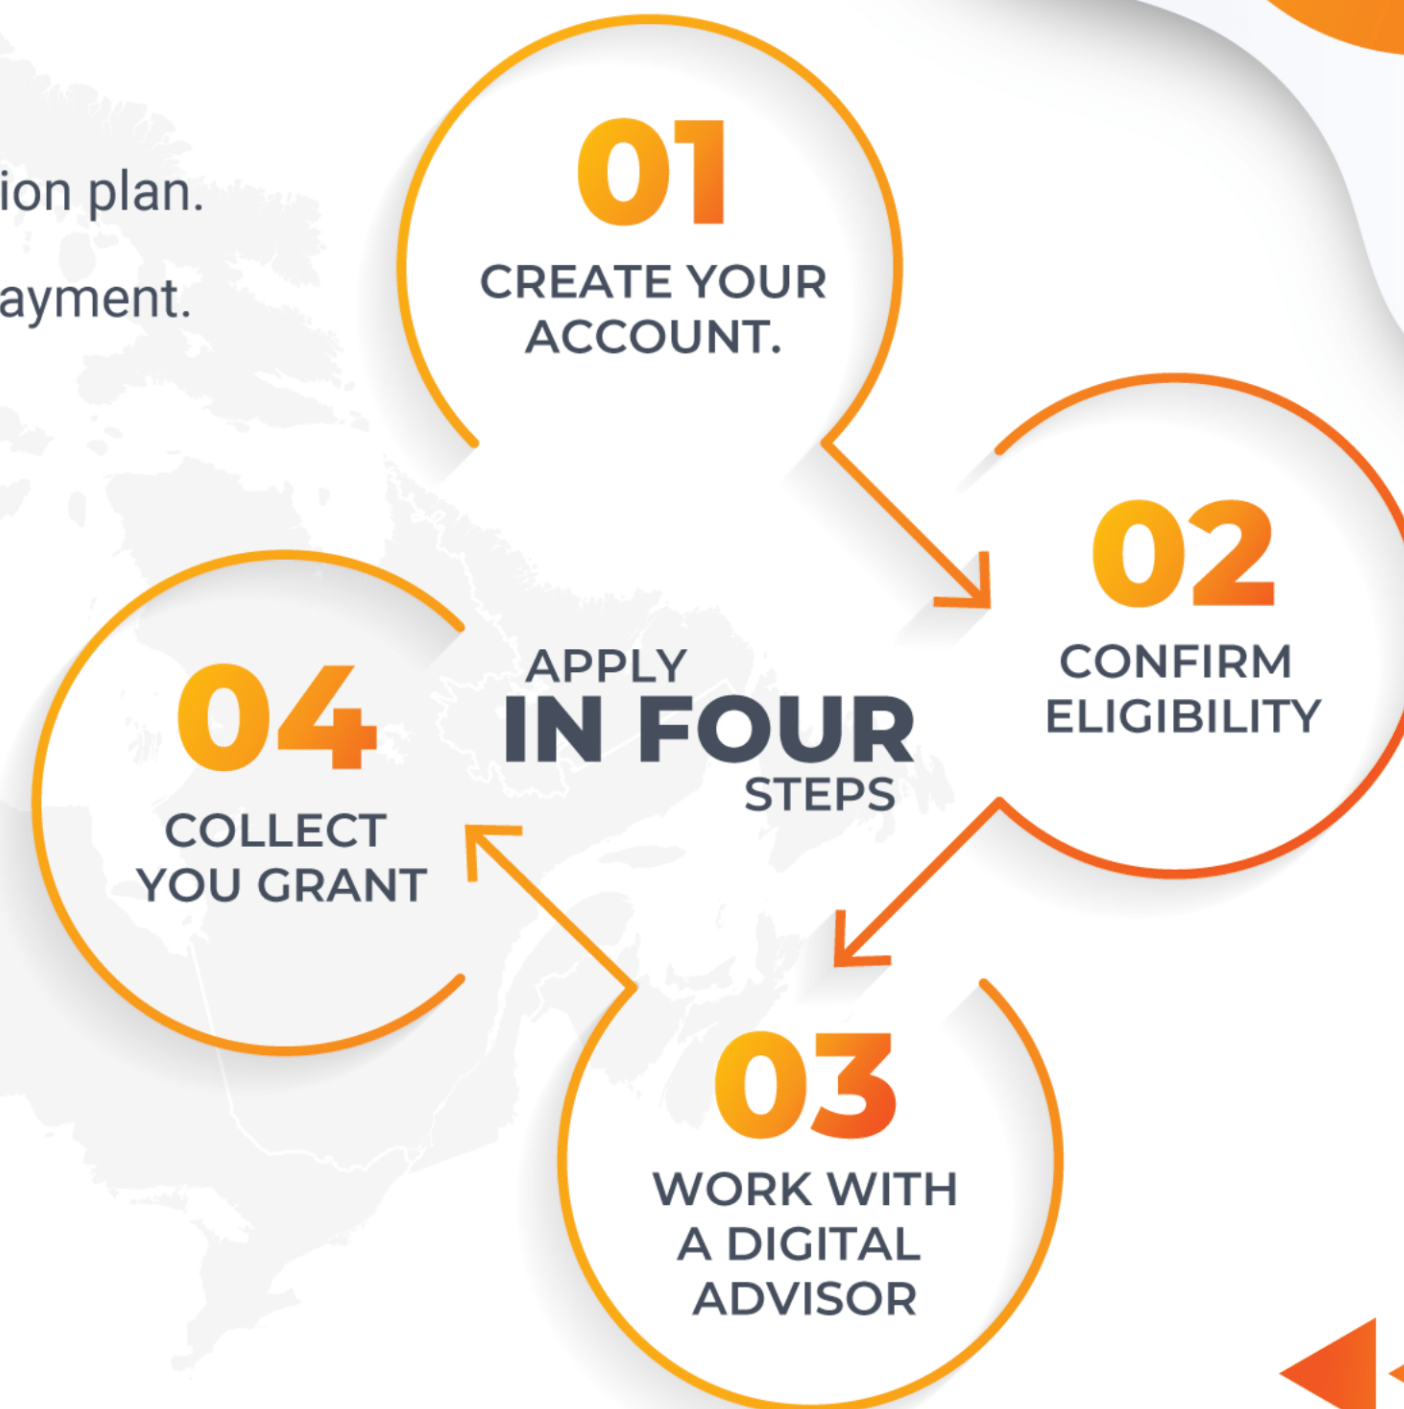 ion plan.
ayment.
01
CREATE YOUR
ACCOUNT.
02
CONFIRM
ELIGIBILITY
APPLY
IN FOUR
STEPS
03
WORK WITH
A DIGITAL
ADVISOR
04
COLLECT
YOU GRANT